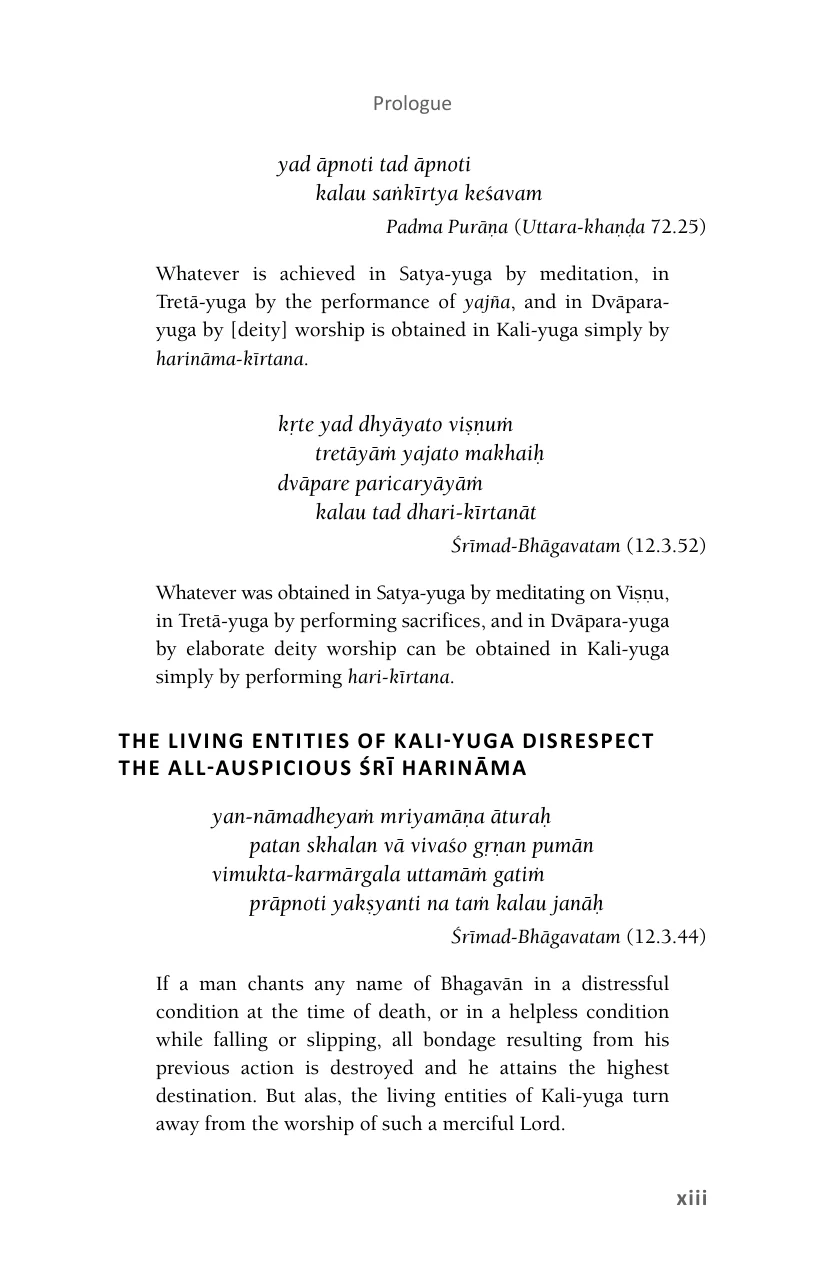 Prologue
yad āpnoti tad āpnoti
kalau saṅkīrtya keśavam
Padma Purāṇa (Uttara-khaṇḍa 72.25)
Whatever is achieved in Satya-yuga by meditation, in
Tretā-yuga by the performance of yajña, and in Dvāpara-
yuga by [deity] worship is obtained in Kali-yuga simply by
harināma-kīrtana.
kṛte yad dhyāyato viṣṇuṁ
tretāyāṁ yajato makhaiḥ
dvāpare paricaryāyāṁ
kalau tad dhari-kīrtanāt
Śrīmad-Bhāgavatam (12.3.52)
Whatever was obtained in Satya-yuga by meditating on Viṣṇu,
in Tretā-yuga by performing sacrifices, and in Dvāpara-yuga
by elaborate deity worship can be obtained in Kali-yuga
simply by performing hari-kīrtana.
THE LIVING ENTITIES OF KALI-YUGA DISRESPECT
THE ALL-AUSPICIOUS ŚRĪ HARINĀMA
yan-nāmadheyaṁ mriyamāṇa āturaḥ
patan skhalan vā vivaśo gṛṇan pumān
vimukta-karmārgala uttamāṁ gatiṁ
prāpnoti yakṣyanti na taṁ kalau janāḥ
Śrīmad-Bhāgavatam (12.3.44)
If a man chants any name of Bhagavān in a distressful
condition at the time of death, or in a helpless condition
while falling or slipping, all bondage resulting from his
previous action is destroyed and he attains the highest
destination. But alas, the living entities of Kali-yuga turn
away from the worship of such a merciful Lord.
xiii